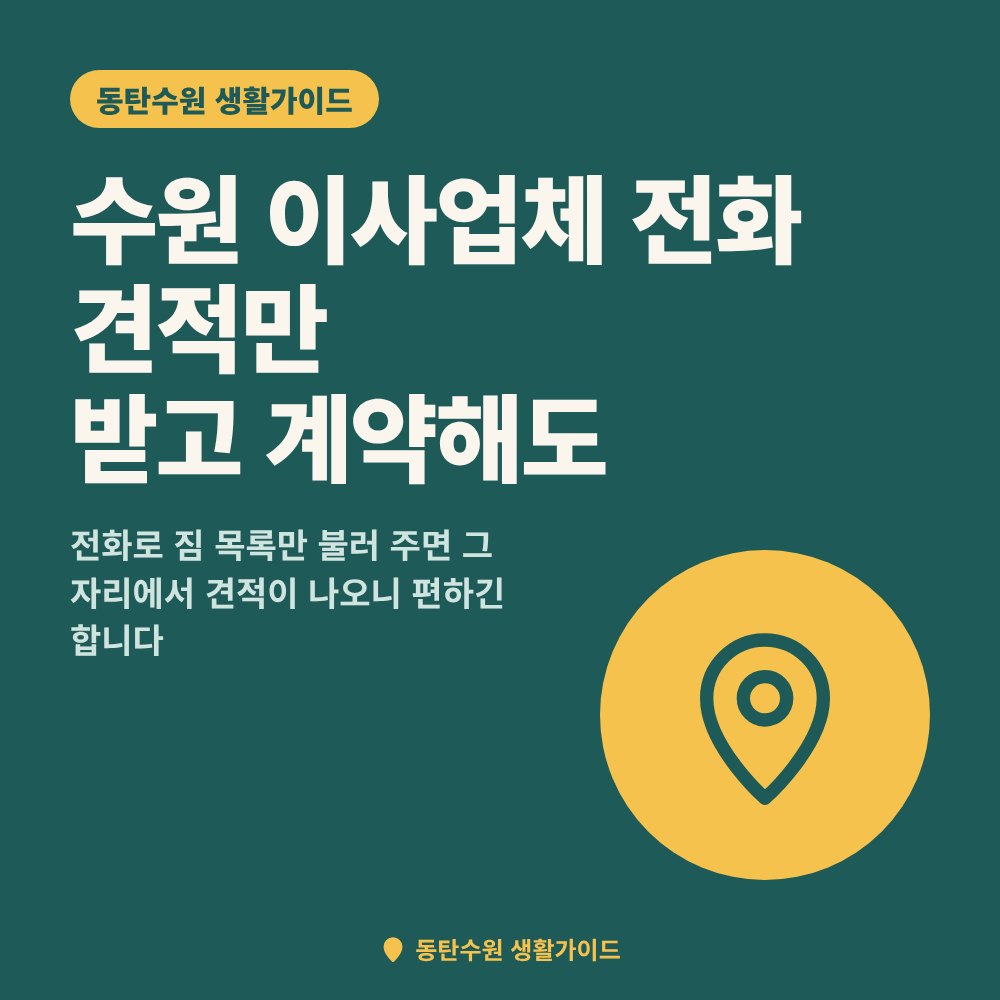 동탄수원 생활가이드
수원 이사업체 전화
견적만
받고 계약해도
전화로 짐 목록만 불러 주면 그
자리에서 견적이 나오니 편하긴
합니다
동탄수원 생활가이드